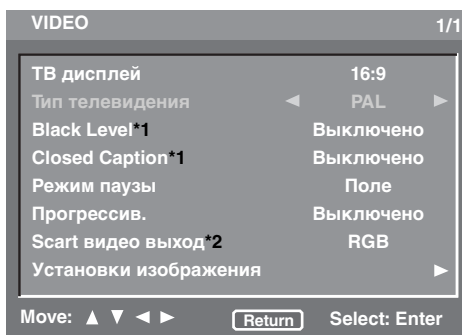 VIDEO 1/1
ТВ дисплей 16:9
Тип телевидения ◀ PAL ▶
Black Level*1 Выключено
Closed Caption*1 Выключено
Режим паузы Поле
Прогрессив. Выключено
Scart видео выход*2 RGB
Установки изображения ▶
Move: ▲ ▼ ◀ ▶ Return Select: Enter